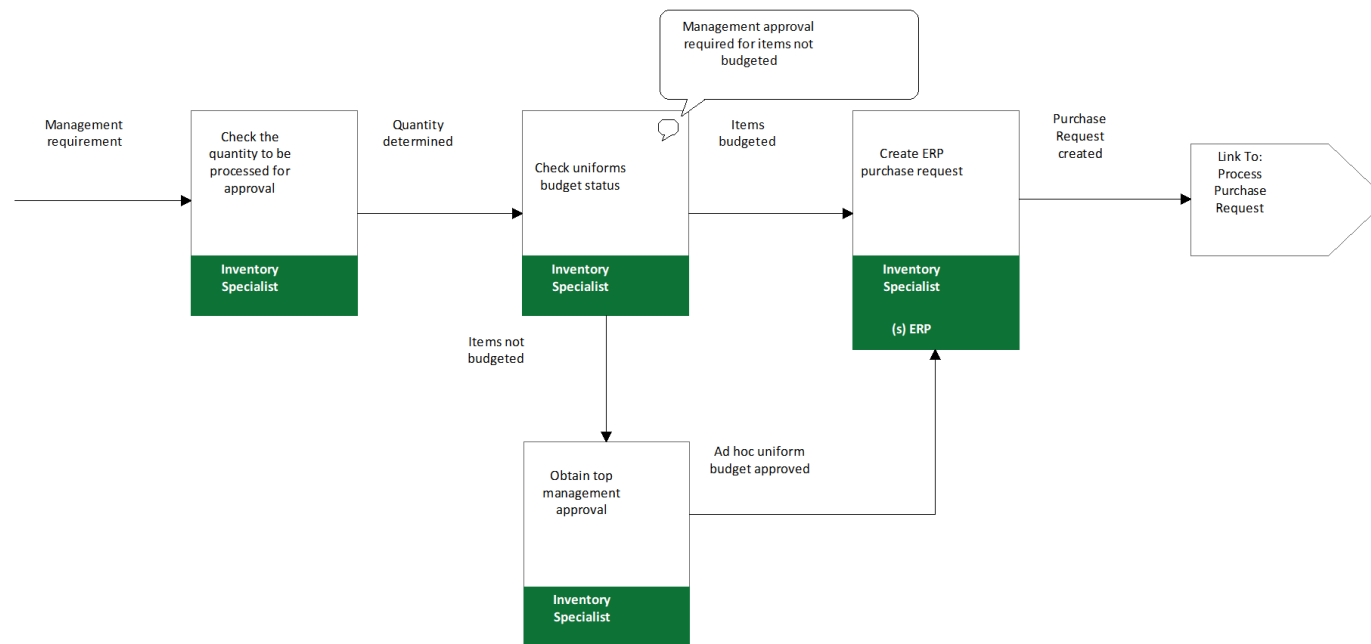 Management approval
required for items not
budgeted
Management
requirement
Check the
quantity to be
processed for
approval
Inventory
Specialist
Quantity
determined
Check uniforms
budget status
Inventory
Specialist
Items
budgeted
Create ERP
purchase request
Inventory
Specialist
(s) ERP
Purchase
Request
created
Link To:
Process
Purchase
Request
Items not
budgeted
Obtain top
management
approval
Inventory
Specialist
Ad hoc uniform
budget approved